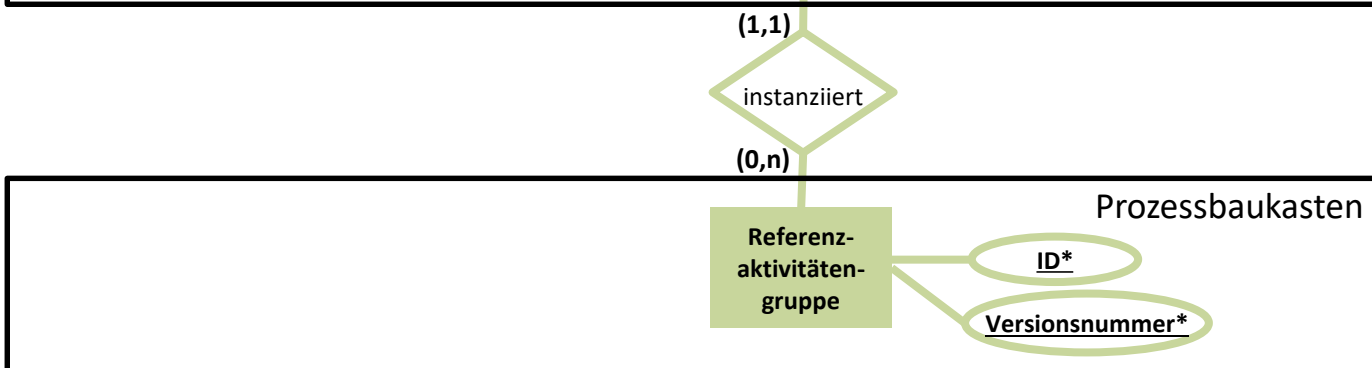 (1,1)
instanziiert
(0,n)
Prozessbaukasten
Referenz-
aktivitäten-
gruppe
ID*
Versionsnummer*